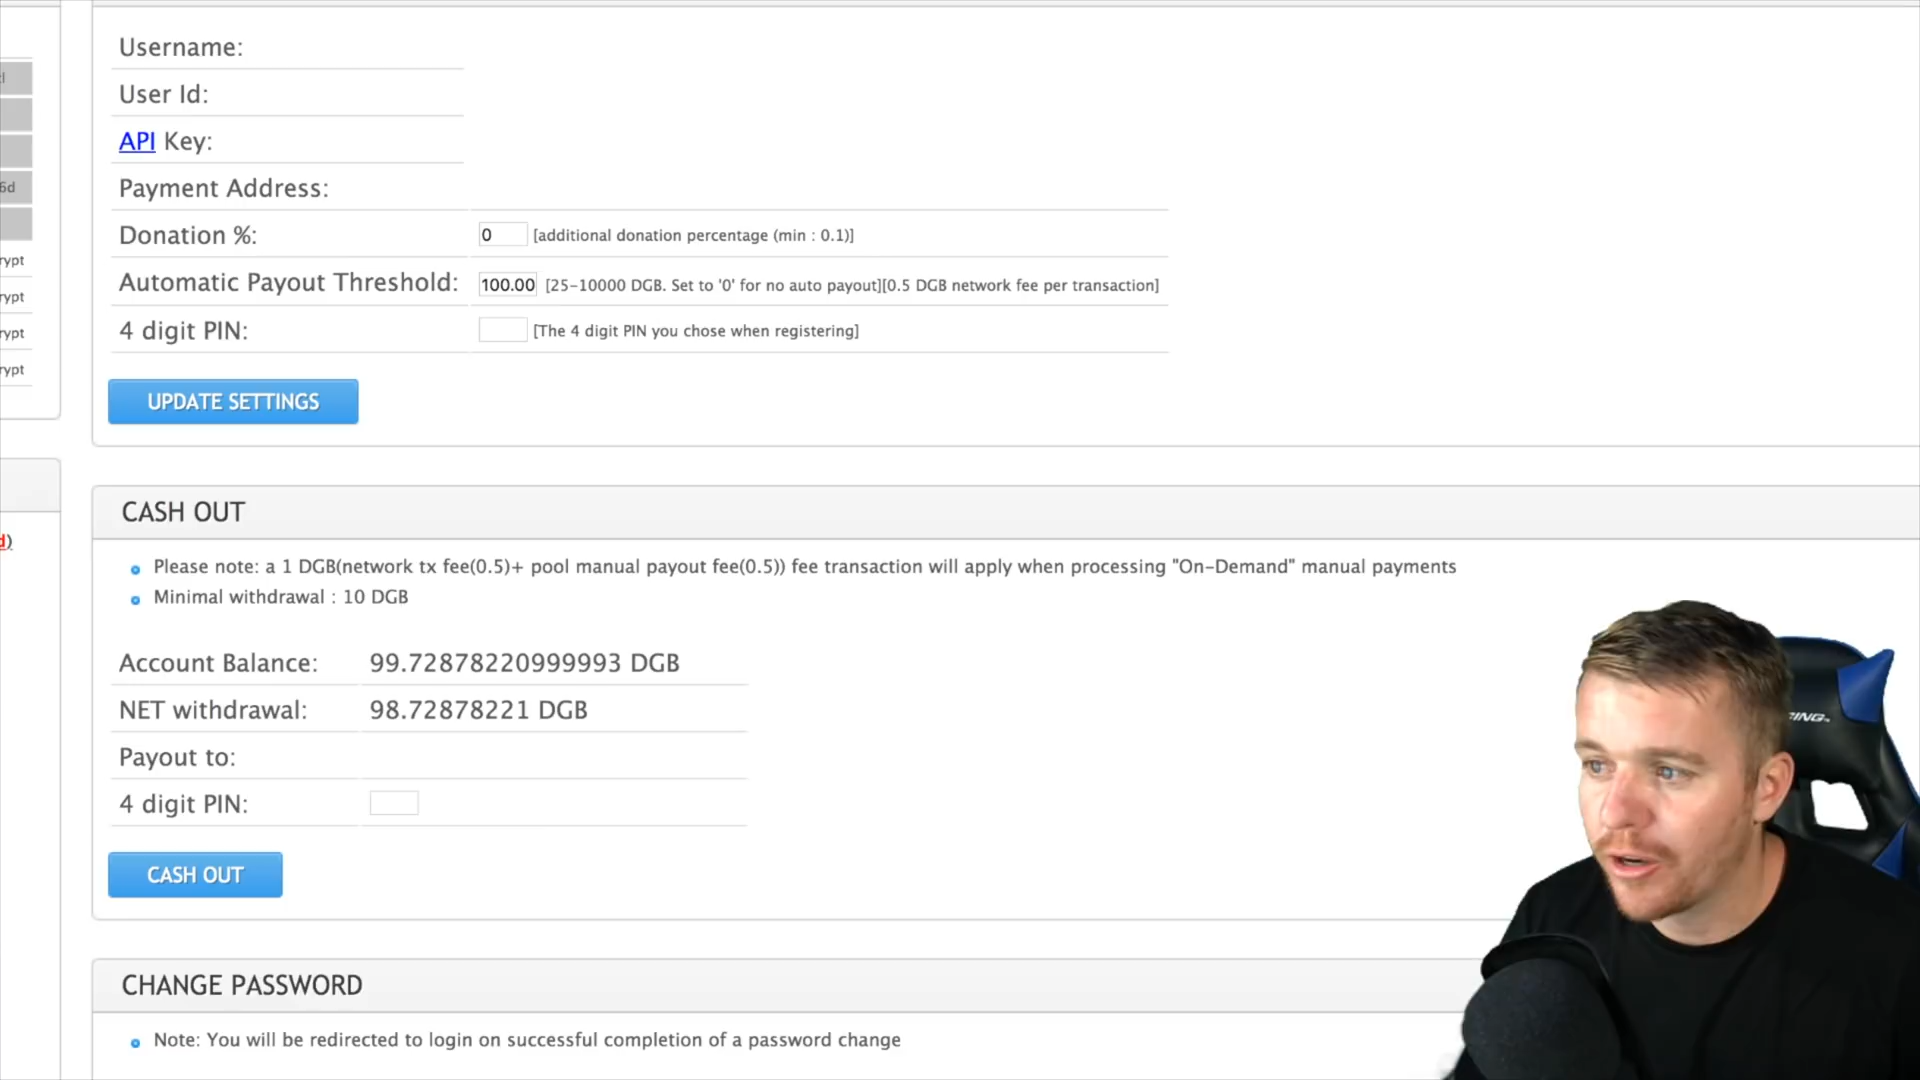 Username:
User Id:
API Key:
Payment Address:
Donation %: 0 [additional donation percentage (min : 0.1)]
Automatic Payout Threshold: 100.00 [25-10000 DGB. Set to '0' for no auto payout][0.5 DGB network fee per transaction]
4 digit PIN: [The 4 digit PIN you chose when registering]
UPDATE SETTINGS
6d
rypt
rypt
rypt
rypt
d)
CASH OUT
Please note: a 1 DGB(network tx fee(0.5)+ pool manual payout fee(0.5)) fee transaction will apply when processing "On-Demand" manual payments
Minimal withdrawal : 10 DGB
Account Balance: 99.72878220999993 DGB
NET withdrawal: 98.72878221 DGB
Payout to:
4 digit PIN:
CASH OUT
CHANGE PASSWORD
Note: You will be redirected to login on successful completion of a password change